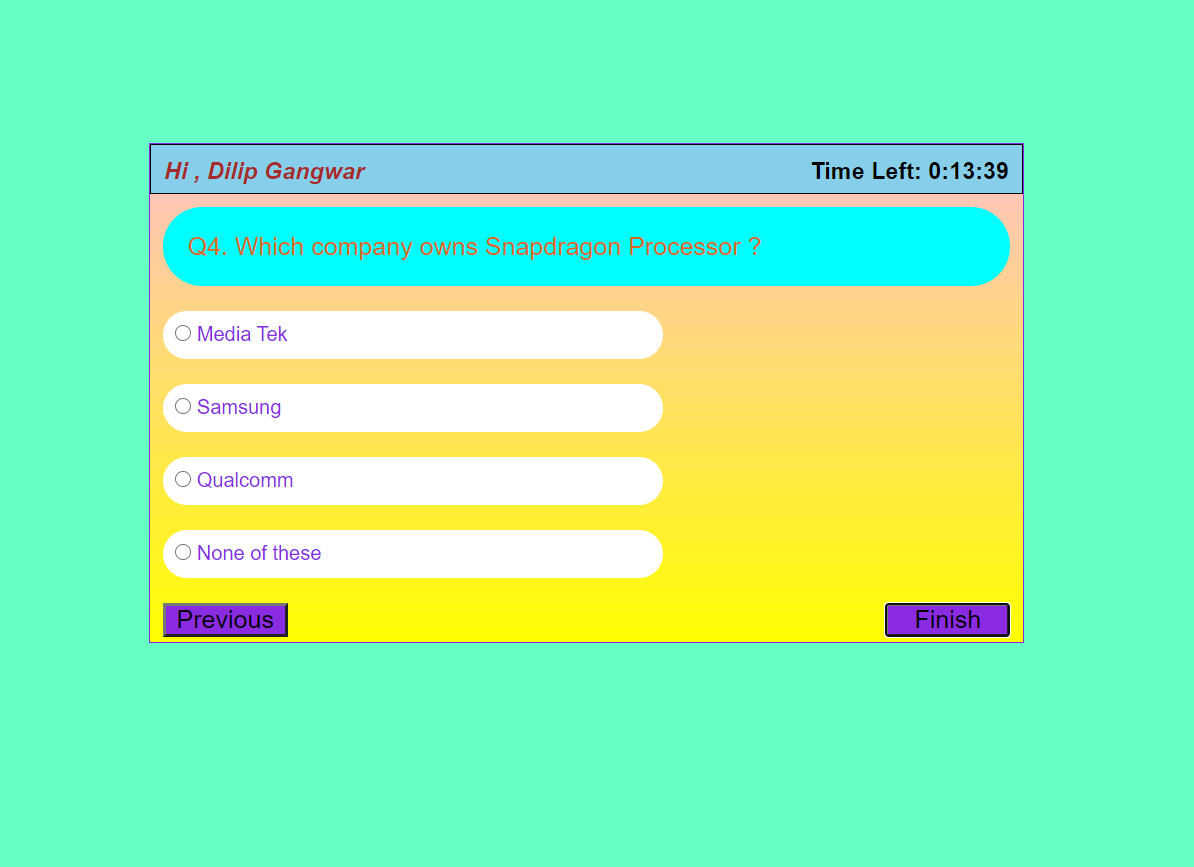 Hi , Dilip Gangwar
Time Left: 0:13:39
Q4. Which company owns Snapdragon Processor ?
Media Tek
Samsung
Qualcomm
None of these
Previous
Finish